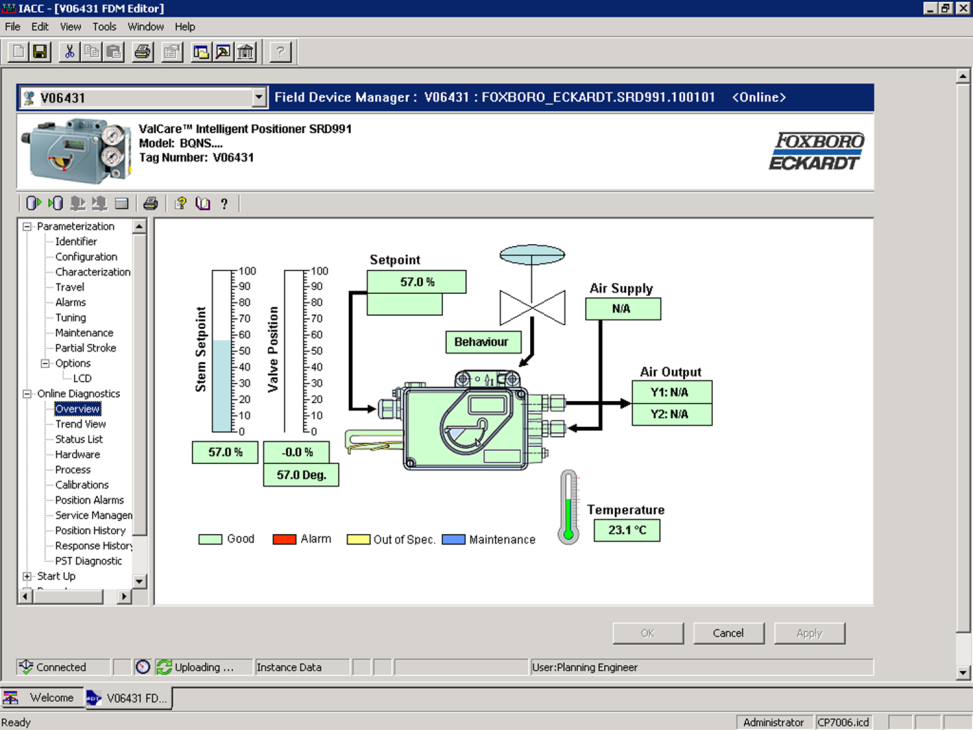 IACC - [V06431 FDM Editor]
File Edit View Tools Window Help
V06431
Field Device Manager : V06431 : FOXBORO_ECKARDT.SRD991.100101 <Online>
ValCare™ Intelligent Positioner SRD991
Model: BQNS....
Tag Number: V06431
FOXBORO
ECKARDT
Parameterization
Identifier
Configuration
Characterization
Travel
Alarms
Tuning
Maintenance
Partial Stroke
Options
LCD
Online Diagnostics
Overview
Trend View
Status List
Hardware
Process
Calibrations
Position Alarms
Service Managen
Position History
Response History
PST Diagnostic
Start Up
Stem Setpoint
100
90
80
70
60
50
40
30
20
10
0
57.0 %
Valve Position
100
90
80
70
60
50
40
30
20
10
0
-0.0 %
57.0 Deg.
Setpoint
57.0 %
Behaviour
Air Supply
N/A
Air Output
Y1: N/A
Y2: N/A
Temperature
23.1 °C
Good Alarm Out of Spec. Maintenance
OK Cancel Apply
Connected Uploading ... Instance Data User:Planning Engineer
Welcome V06431 FD...
Ready Administrator CP7006.icd